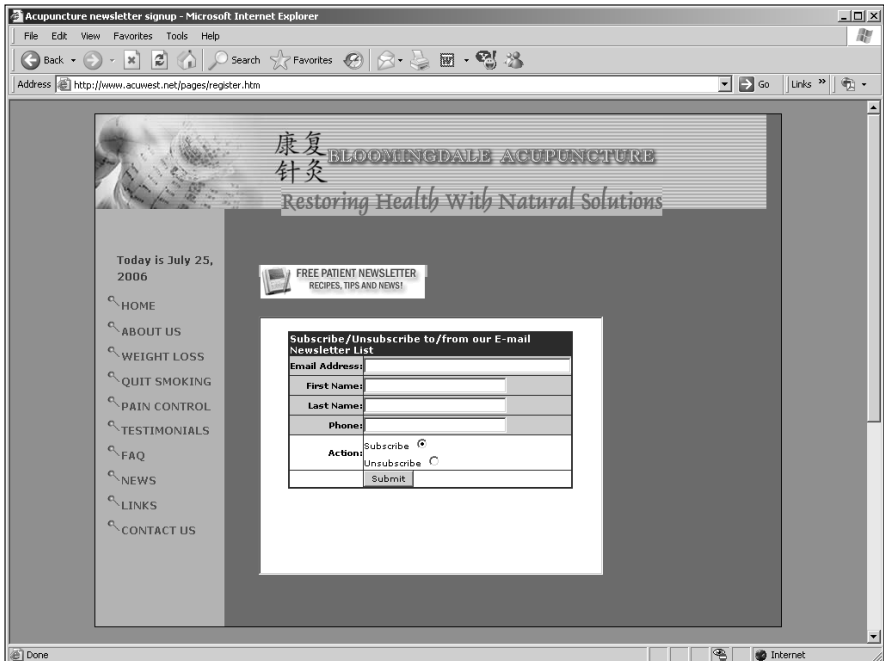 Acupuncture newsletter signup - Microsoft Internet Explorer
File Edit View Favorites Tools Help
Back Search Favorites
Address http://www.acuwest.net/pages/register.htm Go Links »
康复
针灸
BLOOMINGDALE ACUPUNCTURE
Restoring Health With Natural Solutions
Today is July 25,
2006
HOME
ABOUT US
WEIGHT LOSS
QUIT SMOKING
PAIN CONTROL
TESTIMONIALS
FAQ
NEWS
LINKS
CONTACT US
FREE PATIENT NEWSLETTER
RECIPES, TIPS AND NEWS!
Subscribe/Unsubscribe to/from our E-mail
Newsletter List
Email Address:
First Name:
Last Name:
Phone:
Action:
Subscribe
Unsubscribe
Submit
Done Internet